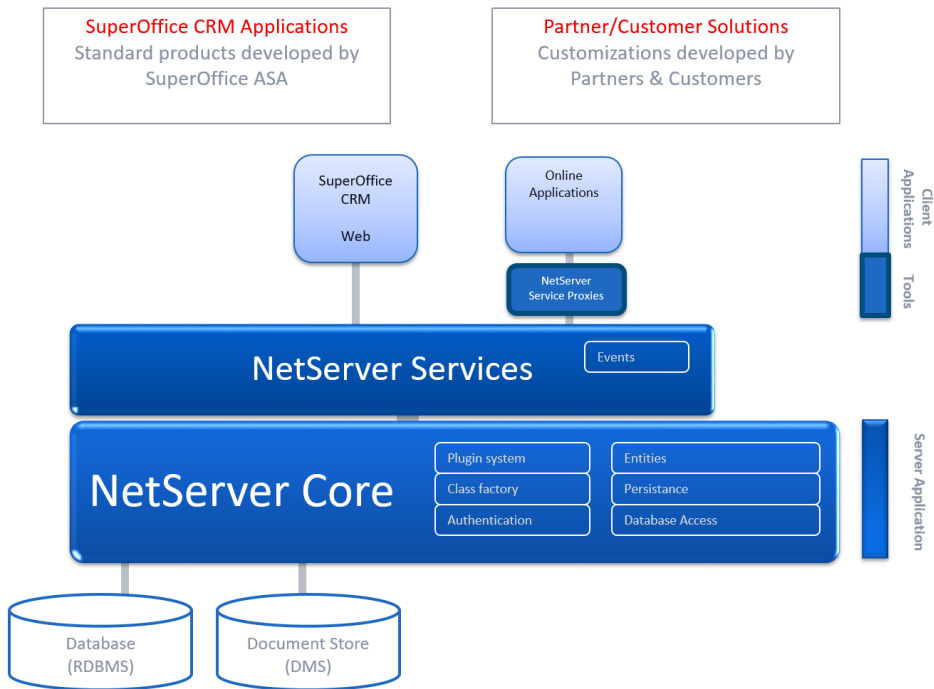 SuperOffice CRM Applications
Standard products developed by
SuperOffice ASA
Partner/Customer Solutions
Customizations developed by
Partners & Customers
SuperOffice
CRM
Web
Online
Applications
NetServer
Service Proxies
Client
Applications
Tools
NetServer Services
Events
NetServer Core
Plugin system
Class factory
Authentication
Entities
Persistance
Database Access
Server Application
Database
(RDBMS)
Document Store
(DMS)